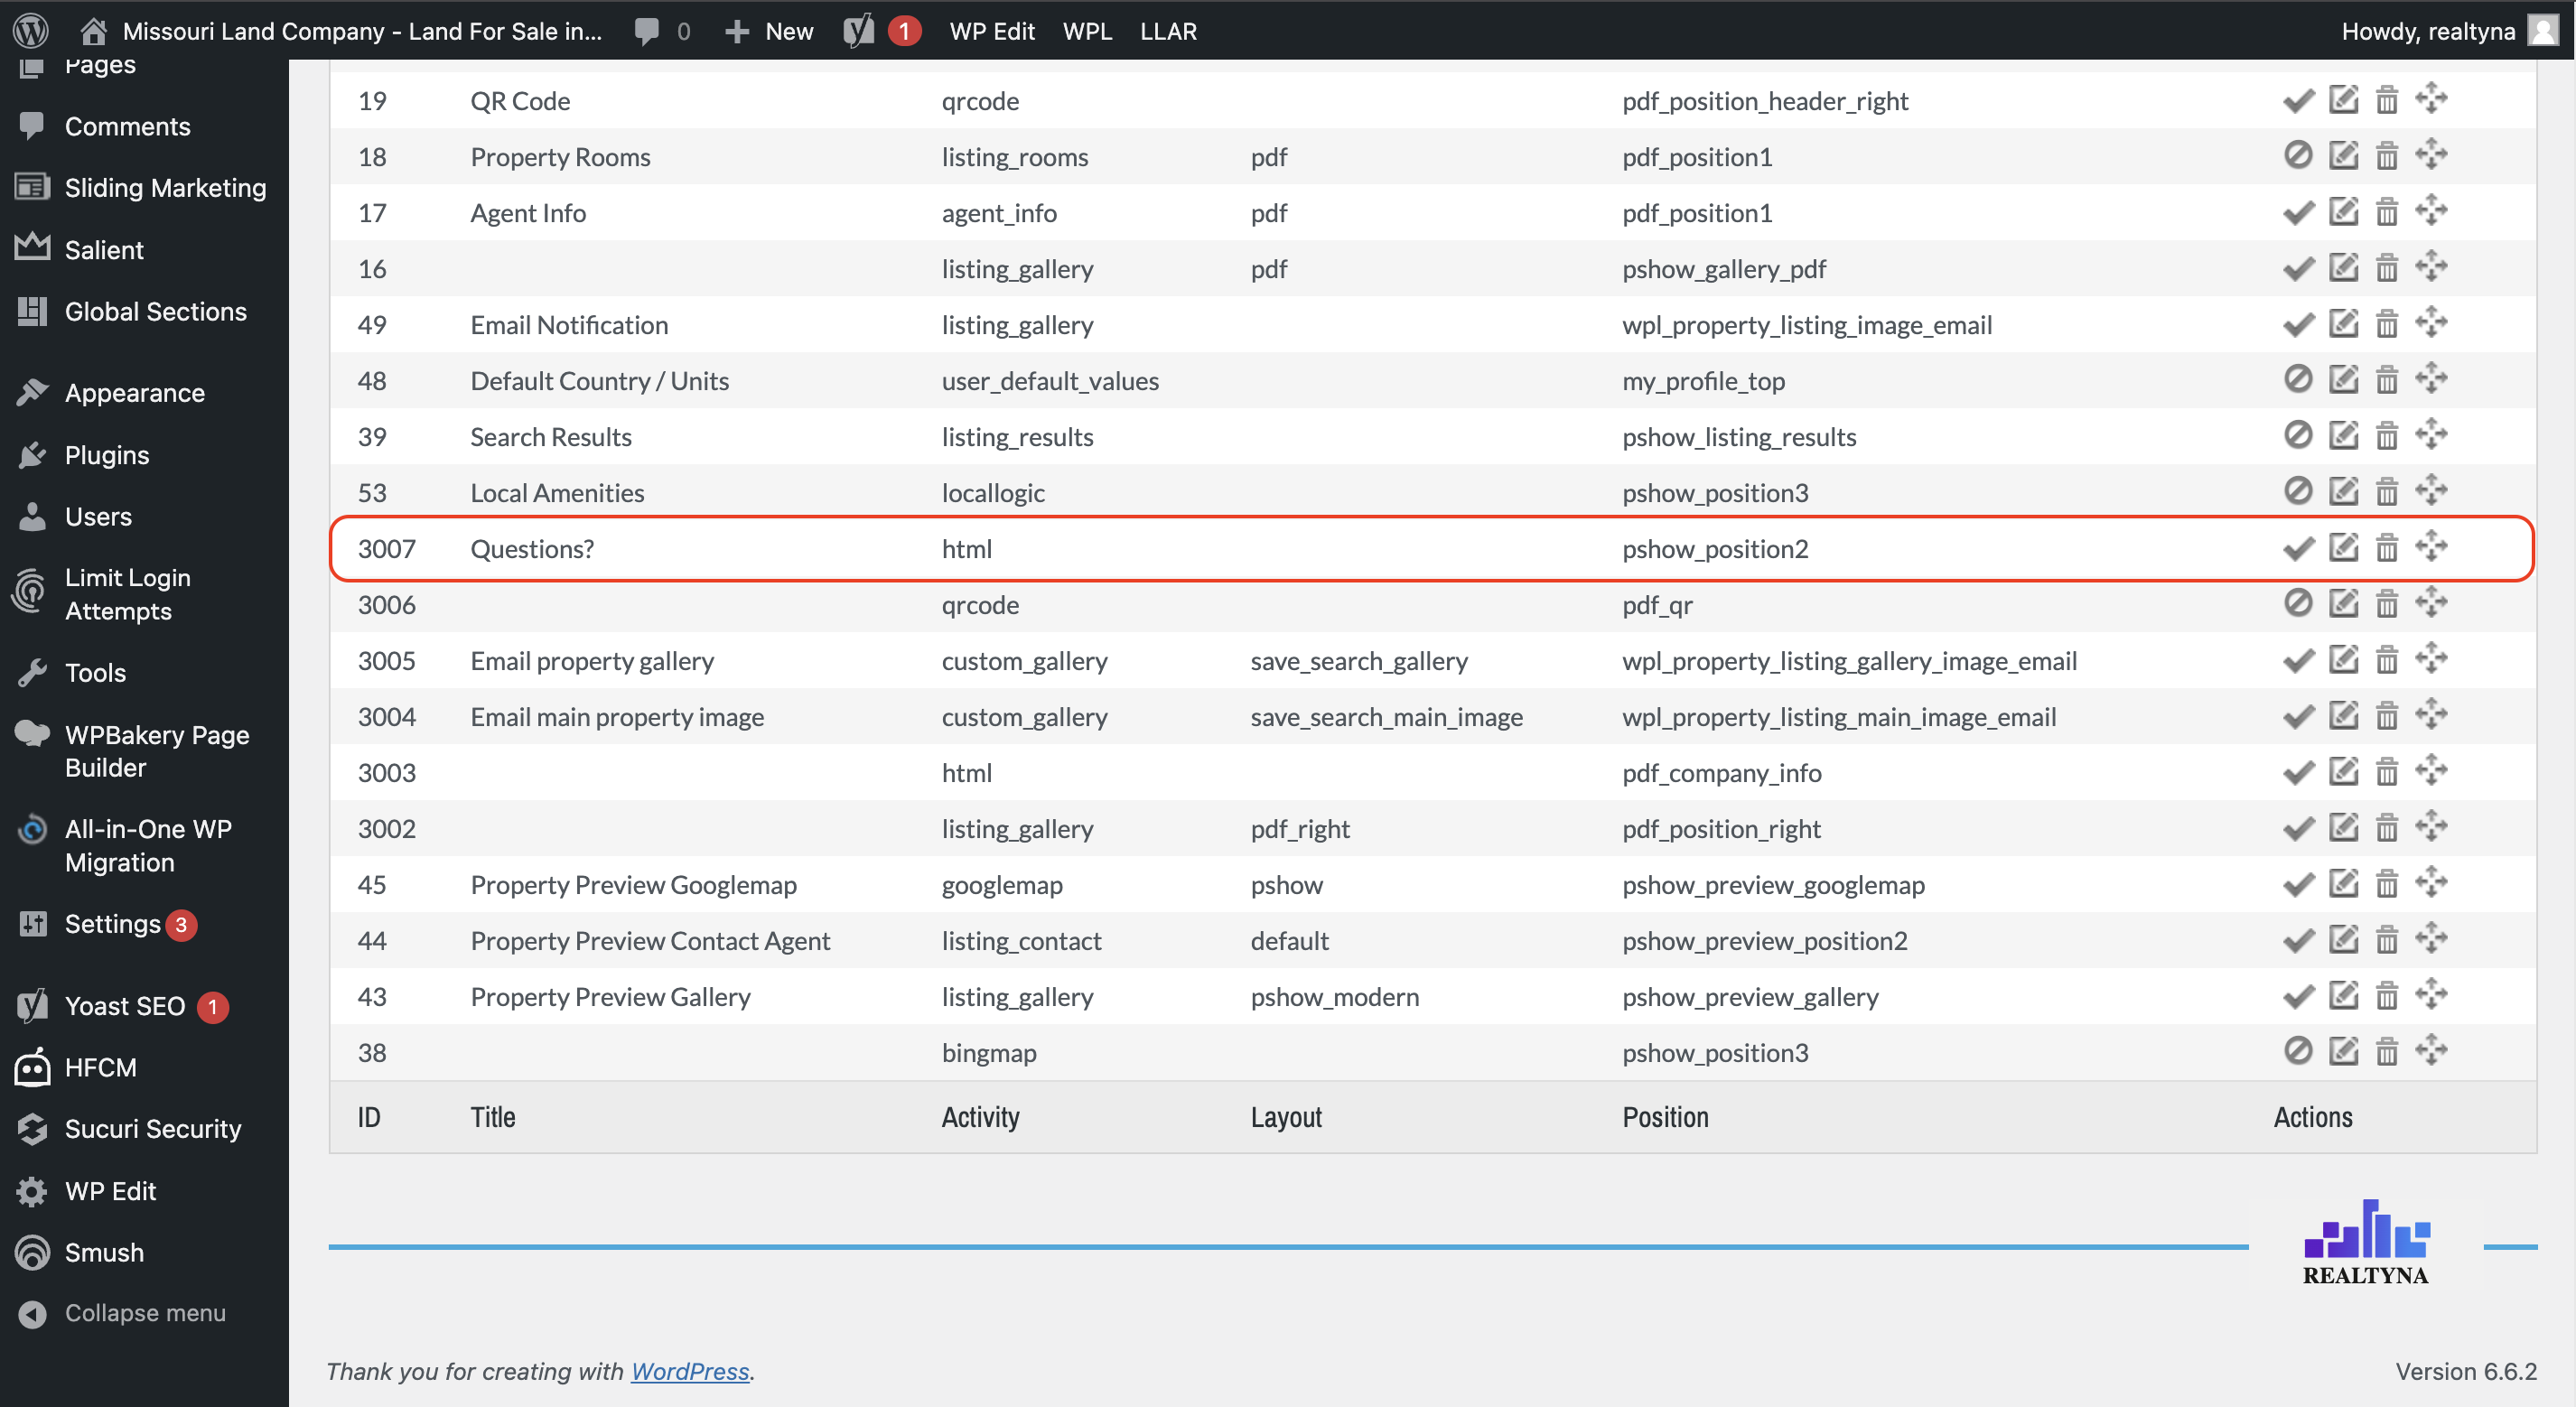 Missouri Land Company - Land For Sale in... 0 New 1 WP Edit WPL LLAR Howdy, realtyna
Pages
Comments
Sliding Marketing
Salient
Global Sections
Appearance
Plugins
Users
Limit Login
Attempts
Tools
WPBakery Page
Builder
All-in-One WP
Migration
Settings 3
Yoast SEO 1
HFCM
Sucuri Security
WP Edit
Smush
Collapse menu
19 QR Code qrcode pdf_position_header_right
18 Property Rooms listing_rooms pdf pdf_position1
17 Agent Info agent_info pdf pdf_position1
16 listing_gallery pdf pshow_gallery_pdf
49 Email Notification listing_gallery wpl_property_listing_image_email
48 Default Country / Units user_default_values my_profile_top
39 Search Results listing_results pshow_listing_results
53 Local Amenities locallogic pshow_position3
3007 Questions? html pshow_position2
3006 qrcode pdf_qr
3005 Email property gallery custom_gallery save_search_gallery wpl_property_listing_gallery_image_email
3004 Email main property image custom_gallery save_search_main_image wpl_property_listing_main_image_email
3003 html pdf_company_info
3002 listing_gallery pdf_right pdf_position_right
45 Property Preview Googlemap googlemap pshow pshow_preview_googlemap
44 Property Preview Contact Agent listing_contact default pshow_preview_position2
43 Property Preview Gallery listing_gallery pshow_modern pshow_preview_gallery
38 bingmap pshow_position3
ID Title Activity Layout Position Actions
REALTYNA
Thank you for creating with WordPress. Version 6.6.2